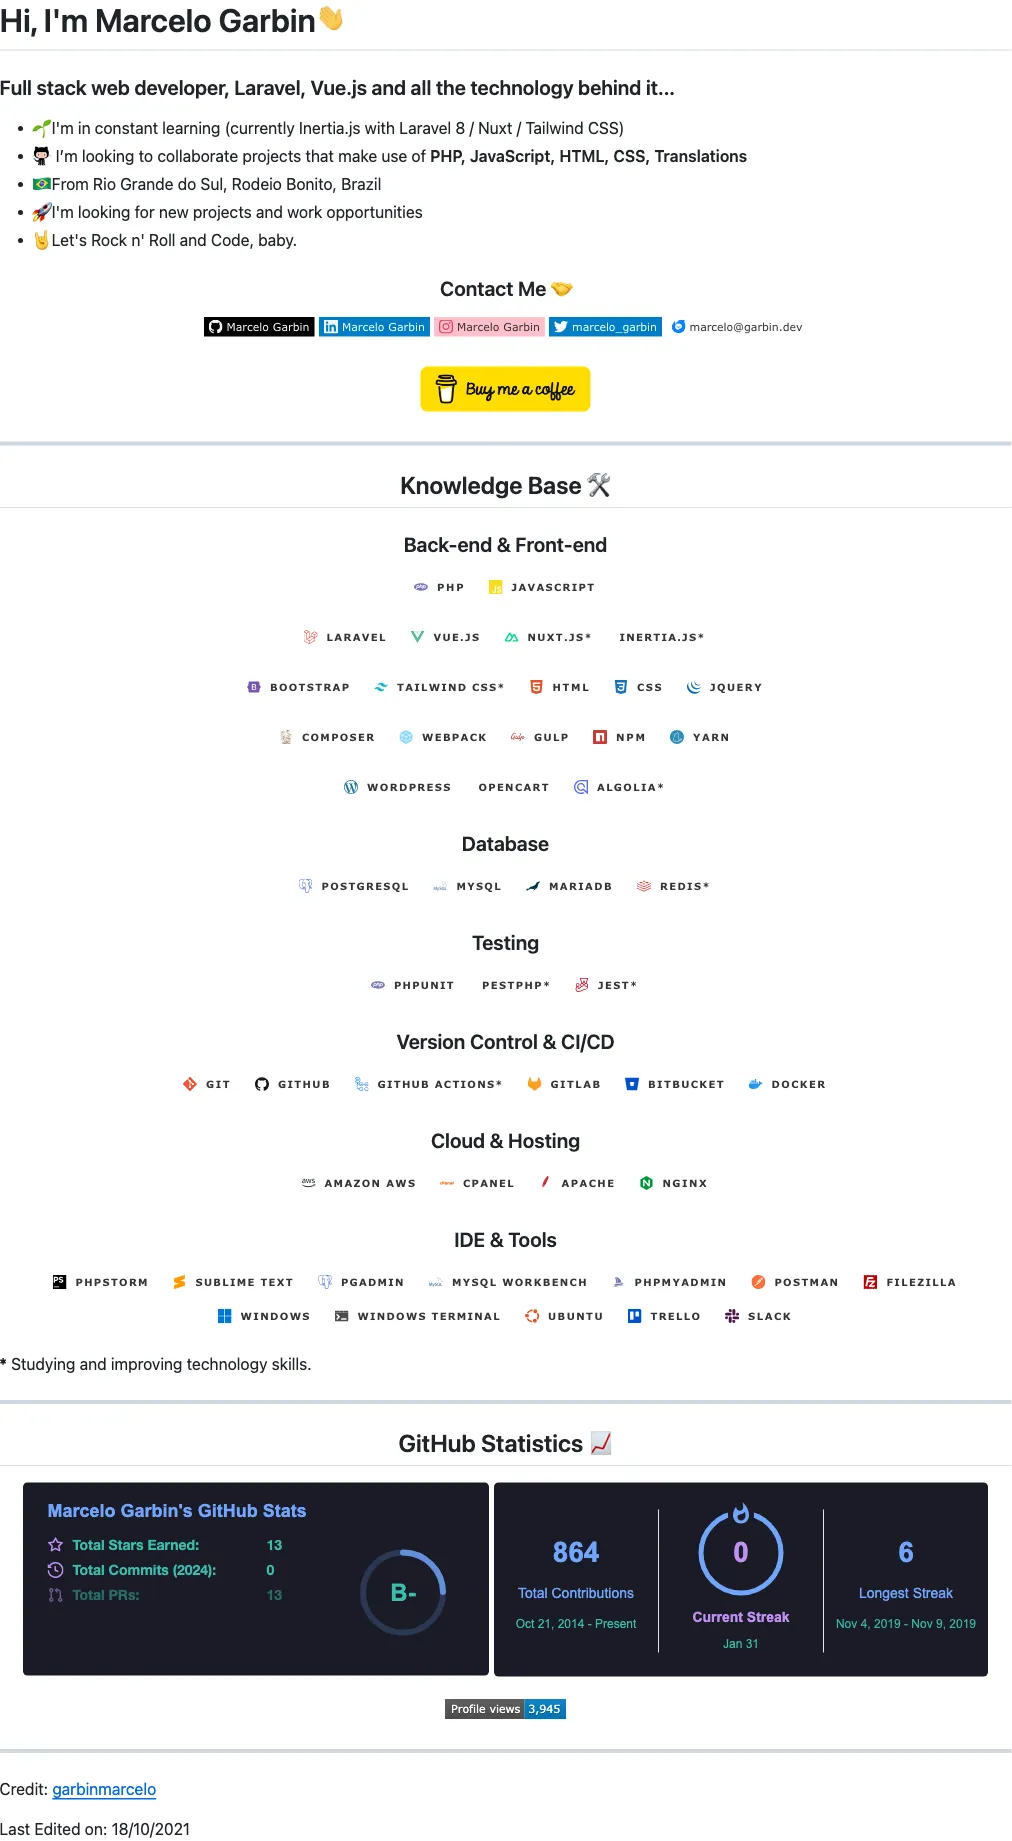 Hi, I'm Marcelo Garbin👋
Full stack web developer, Laravel, Vue.js and all the technology behind it...
• 🌱I'm in constant learning (currently Inertia.js with Laravel 8 / Nuxt / Tailwind CSS)
• I'm looking to collaborate projects that make use of PHP, JavaScript, HTML, CSS, Translations
• 🇧🇷From Rio Grande do Sul, Rodeio Bonito, Brazil
• 🚀I'm looking for new projects and work opportunities
• 🤘Let's Rock n' Roll and Code, baby.
Contact Me 🤝
Marcelo Garbin Marcelo Garbin Marcelo Garbin marcelo_garbin marcelo@garbin.dev
Buy me a coffee
Knowledge Base 🛠️
Back-end & Front-end
PHP JAVASCRIPT
LARAVEL VUE.JS NUXT.JS* INERTIA.JS*
BOOTSTRAP TAILWIND CSS* HTML CSS JQUERY
COMPOSER WEBPACK GULP NPM YARN
WORDPRESS OPENCART ALGOLIA*
Database
POSTGRESQL MYSQL MARIADB REDIS*
Testing
PHPUNIT PESTPHP* JEST*
Version Control & CI/CD
GIT GITHUB GITHUB ACTIONS* GITLAB BITBUCKET DOCKER
Cloud & Hosting
AMAZON AWS CPANEL APACHE NGINX
IDE & Tools
PHPSTORM SUBLIME TEXT PGADMIN MYSQL WORKBENCH PHPMYADMIN POSTMAN FILEZILLA
WINDOWS WINDOWS TERMINAL UBUNTU TRELLO SLACK
* Studying and improving technology skills.
GitHub Statistics 📈
Marcelo Garbin's GitHub Stats
Total Stars Earned: 13
Total Commits (2024): 0
Total PRs: 13
B-
864
Total Contributions
Oct 21, 2014 - Present
0
Current Streak
Jan 31
6
Longest Streak
Nov 4, 2019 - Nov 9, 2019
Profile views 3,945
Credit: garbinmarcelo
Last Edited on: 18/10/2021